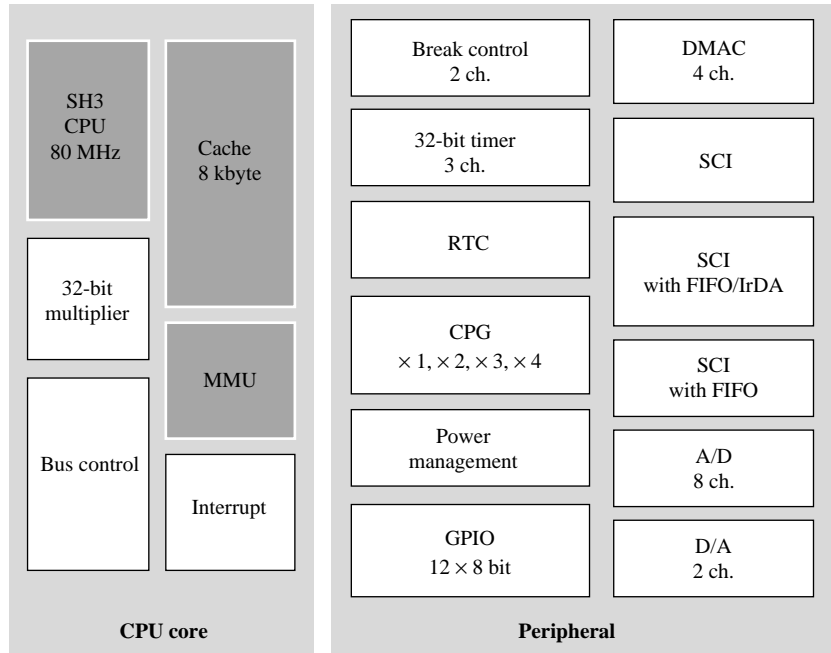 SH3
CPU
80 MHz
Cache
8 kbyte
32-bit
multiplier
MMU
Bus control
Interrupt
CPU core
Break control
2 ch.
32-bit timer
3 ch.
RTC
CPG
× 1, × 2, × 3, × 4
Power
management
GPIO
12 × 8 bit
DMAC
4 ch.
SCI
SCI
with FIFO/IrDA
SCI
with FIFO
A/D
8 ch.
D/A
2 ch.
Peripheral